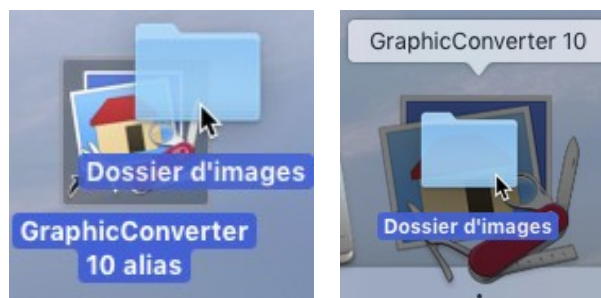 Dossier d'images
GraphicConverter
10 alias
GraphicConverter 10
Dossier d'images